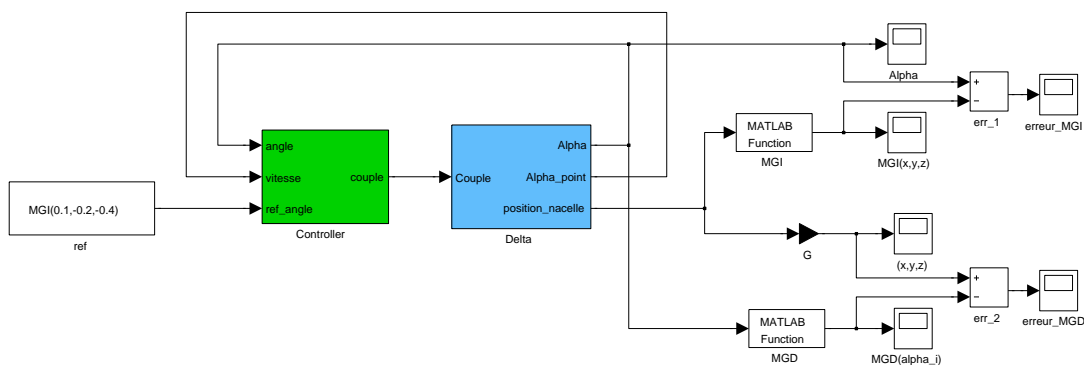 Alpha
+
−
err_1
erreur_MGI
MATLAB
Function
MGI
MGI(x,y,z)
angle
vitesse
ref_angle
couple
Controller
Couple
Alpha
Alpha_point
position_nacelle
Delta
MGI(0.1,-0.2,-0.4)
ref
G
(x,y,z)
+
−
err_2
erreur_MGD
MATLAB
Function
MGD
MGD(alpha_i)